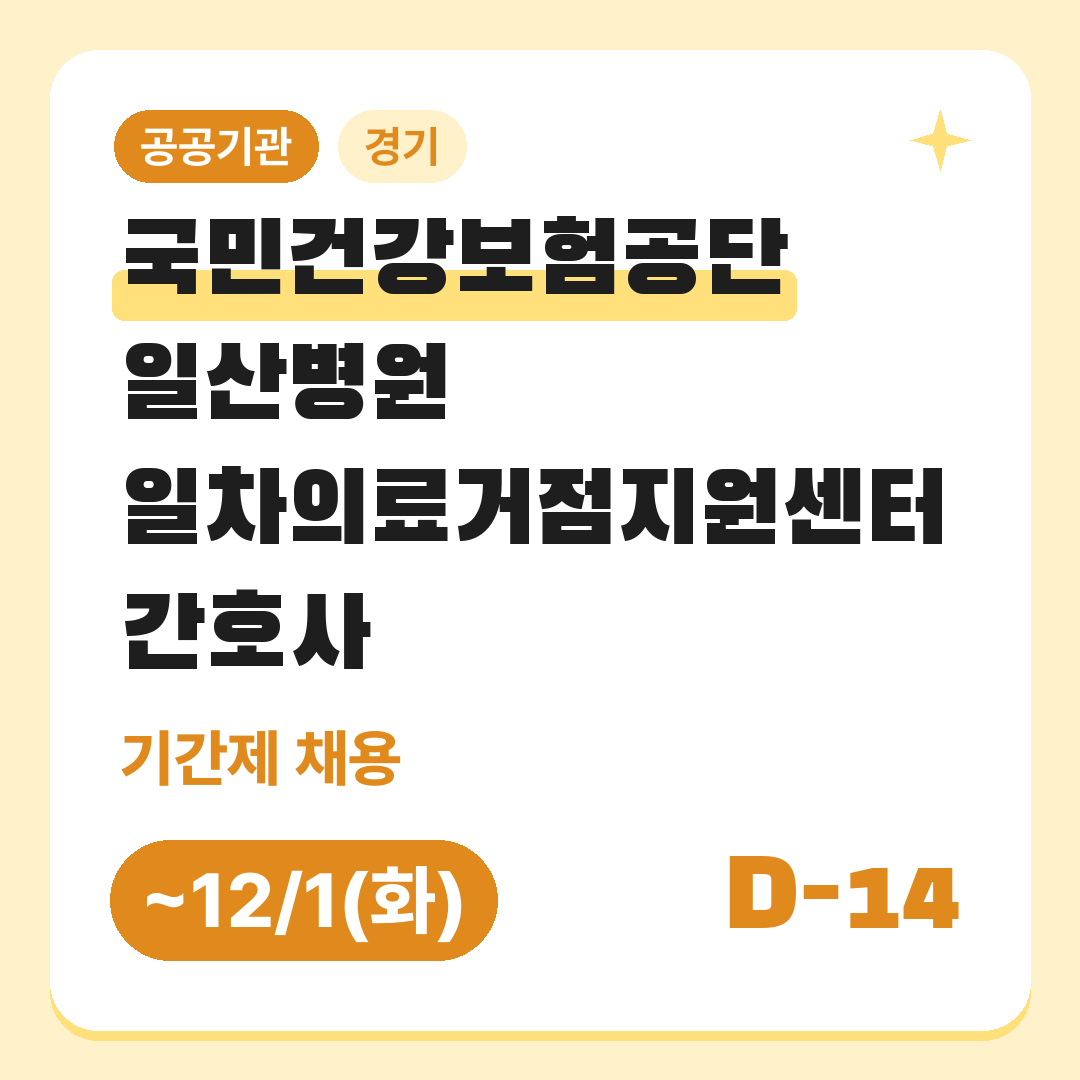 공공기관 경기
국민건강보험공단
일산병원
일차의료거점지원센터
간호사
기간제 채용
~12/1(화) D-14